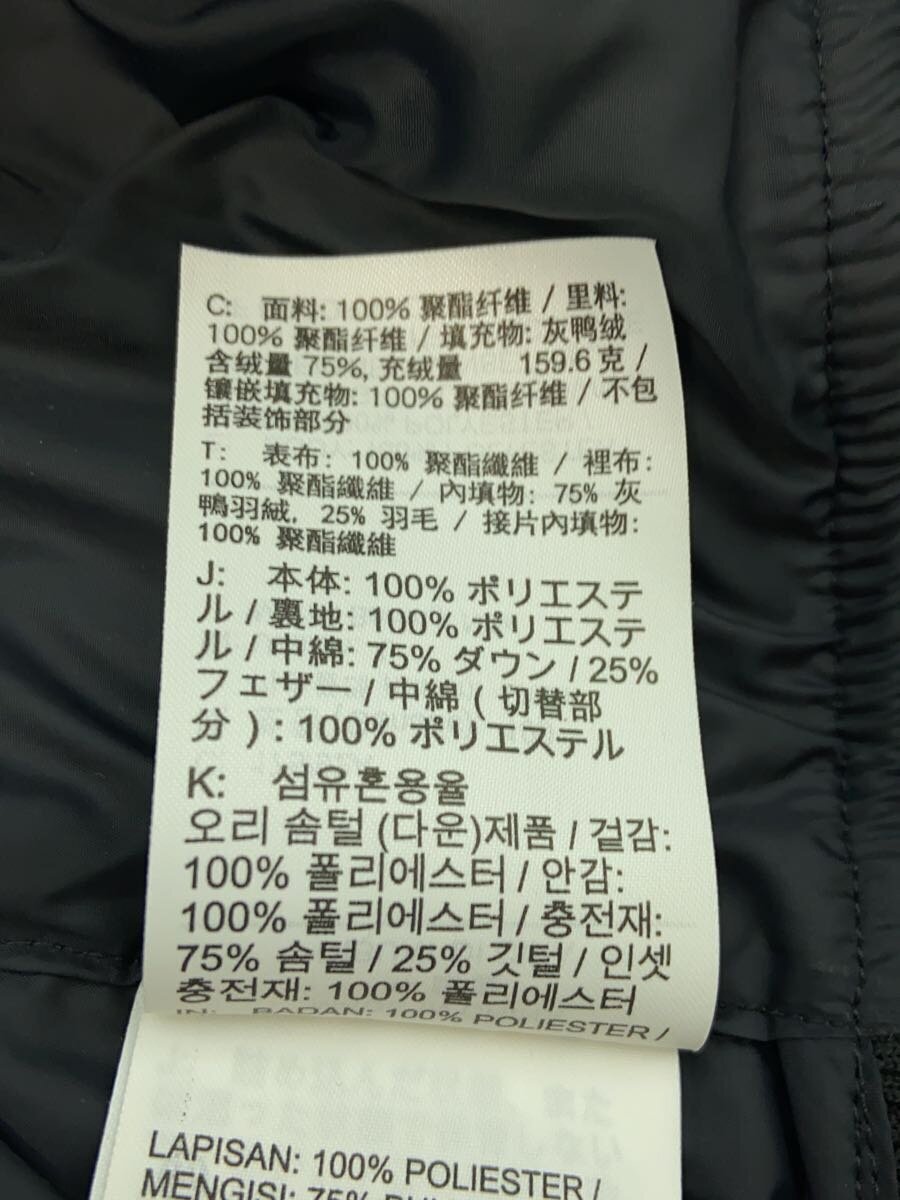 C: 面料: 100% 聚酯纤维 / 里料:
100% 聚酯纤维 / 填充物: 灰鸭绒
含绒量 75%, 充绒量 159.6 克 /
镶嵌填充物: 100% 聚酯纤维 / 不包
括装饰部分
T: 表布: 100% 聚酯纖維 / 裡布:
100% 聚酯纖維 / 內填物: 75% 灰
鴨羽絨, 25% 羽毛 / 接片內填物:
100% 聚酯纖維
J: 本体: 100% ポリエステ
ル / 裏地: 100% ポリエステ
ル / 中綿: 75% ダウン / 25%
フェザー / 中綿 ( 切替部
分 ) : 100% ポリエステル
K: 섬유혼용율
오리 솜털 (다운)제품 / 겉감:
100% 폴리에스터 / 안감:
100% 폴리에스터 / 충전재:
75% 솜털 / 25% 깃털 / 인셋
충전재: 100% 폴리에스터
IN: BADAN: 100% POLIESTER /
LAPISAN: 100% POLIESTER /
MENGISI: 75%